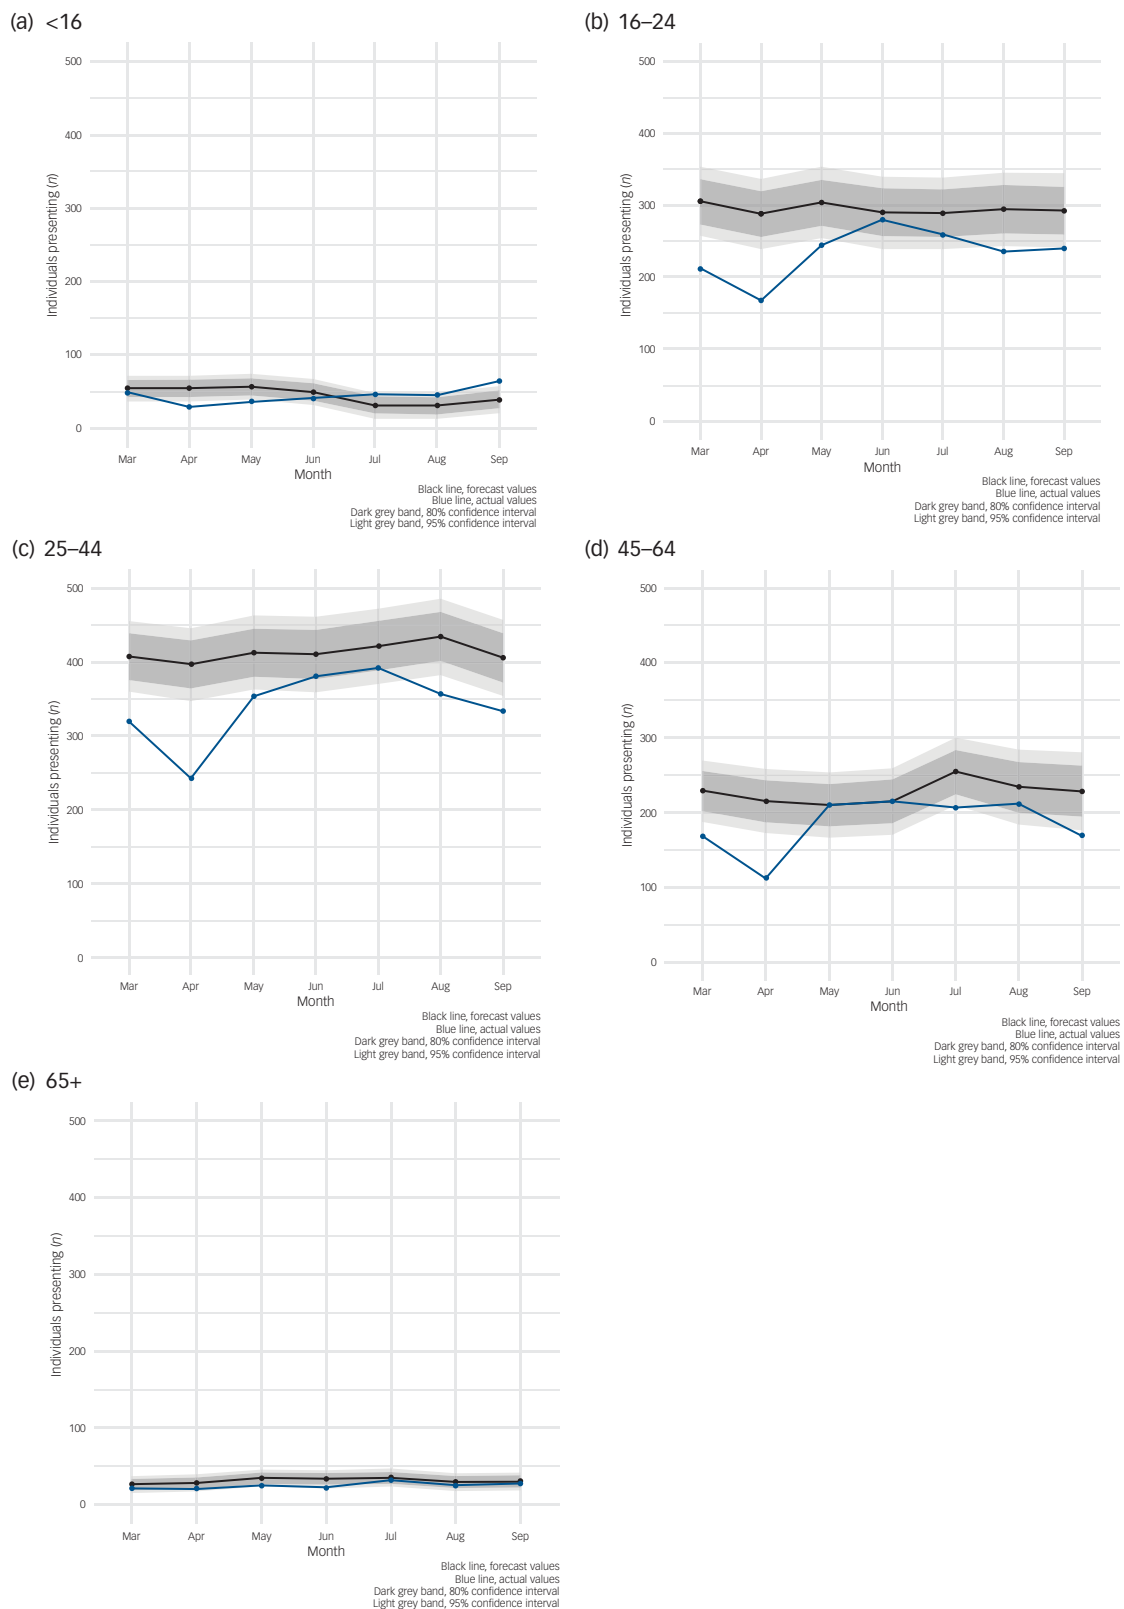 (a) <16
500
400
300
200
100
0
Individuals presenting (n)
Mar Apr May Jun Jul Aug Sep
Month
Black line, forecast values
Blue line, actual values
Dark grey band, 80% confidence interval
Light grey band, 95% confidence interval
(b) 16–24
500
400
300
200
100
0
Individuals presenting (n)
Mar Apr May Jun Jul Aug Sep
Month
Black line, forecast values
Blue line, actual values
Dark grey band, 80% confidence interval
Light grey band, 95% confidence interval
(c) 25–44
500
400
300
200
100
0
Individuals presenting (n)
Mar Apr May Jun Jul Aug Sep
Month
Black line, forecast values
Blue line, actual values
Dark grey band, 80% confidence interval
Light grey band, 95% confidence interval
(d) 45–64
500
400
300
200
100
0
Individuals presenting (n)
Mar Apr May Jun Jul Aug Sep
Month
Black line, forecast values
Blue line, actual values
Dark grey band, 80% confidence interval
Light grey band, 95% confidence interval
(e) 65+
500
400
300
200
100
0
Individuals presenting (n)
Mar Apr May Jun Jul Aug Sep
Month
Black line, forecast values
Blue line, actual values
Dark grey band, 80% confidence interval
Light grey band, 95% confidence interval